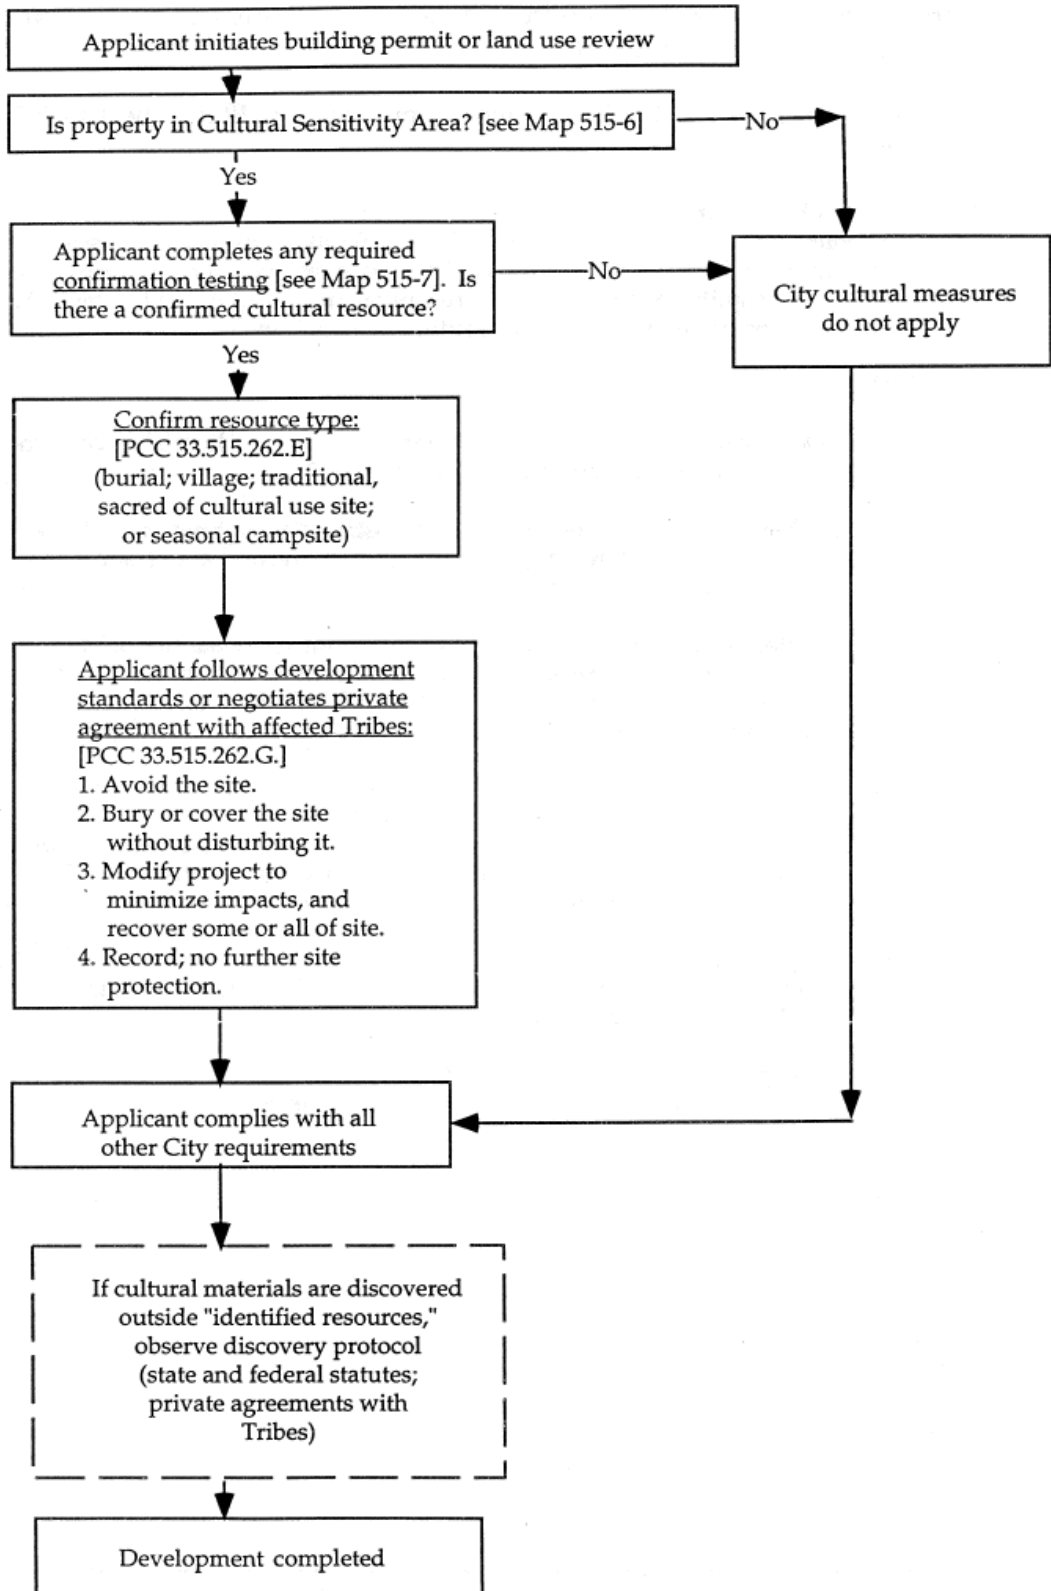 Applicant initiates building permit or land use review
Is property in Cultural Sensitivity Area? [see Map 515-6]
No
Yes
Applicant completes any required
confirmation testing [see Map 515-7].  Is
there a confirmed cultural resource?
No
City cultural measures
do not apply
Yes
Confirm resource type:
[PCC 33.515.262.E]
(burial; village; traditional,
sacred of cultural use site;
or seasonal campsite)
Applicant follows development
standards or negotiates private
agreement with affected Tribes:
[PCC 33.515.262.G.]
1. Avoid the site.
2. Bury or cover the site
without disturbing it.
3. Modify project to
minimize impacts, and
recover some or all of site.
4. Record; no further site
protection.
Applicant complies with all
other City requirements
If cultural materials are discovered
outside "identified resources,"
observe discovery protocol
(state and federal statutes;
private agreements with
Tribes)
Development completed